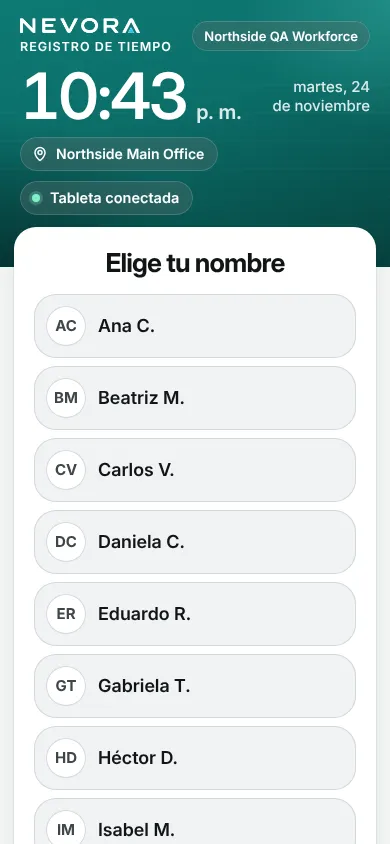 NEVORA
REGISTRO DE TIEMPO
Northside QA Workforce
10:43 p. m.
martes, 24
de noviembre
Northside Main Office
Tableta conectada
Elige tu nombre
AC Ana C.
BM Beatriz M.
CV Carlos V.
DC Daniela C.
ER Eduardo R.
GT Gabriela T.
HD Héctor D.
IM Isabel M.